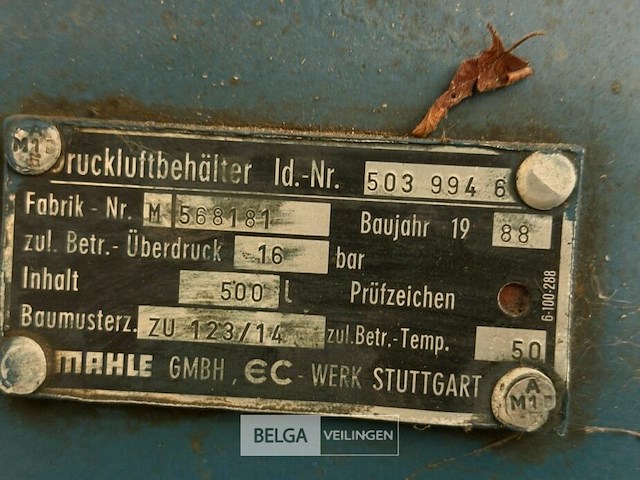 Druckluftbehälter Id.-Nr. 503 994 6
Fabrik-Nr. M 568181 Baujahr 19 88
zul. Betr.-Überdruck 16 bar
Inhalt 500 l Prüfzeichen
Baumusterz. ZU 123/14 zul.Betr.-Temp. 50
MAHLE GMBH, EC-WERK STUTTGART
6-100-288
BELGA VEILINGEN